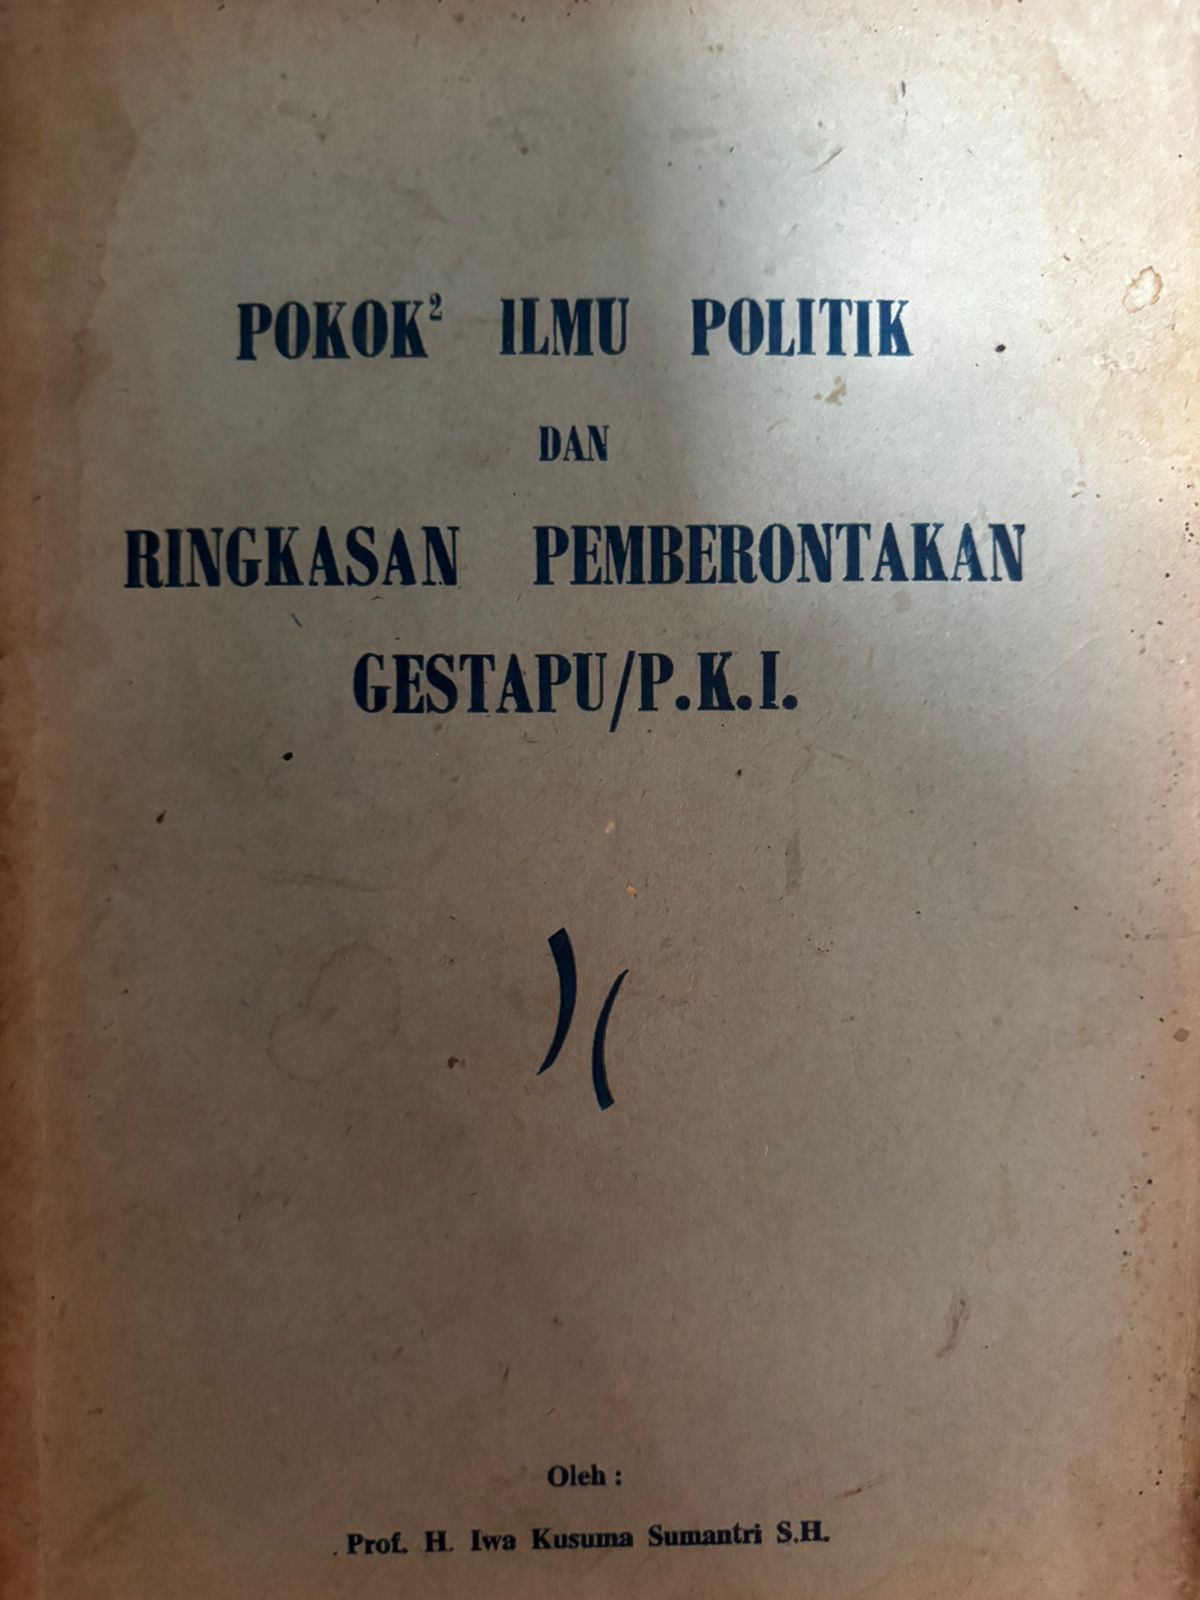 POKOK² ILMU POLITIK
DAN
RINGKASAN PEMBERONTAKAN
GESTAPU/P.K.I.
Oleh :
Prof. H. Iwa Kusuma Sumantri S.H.